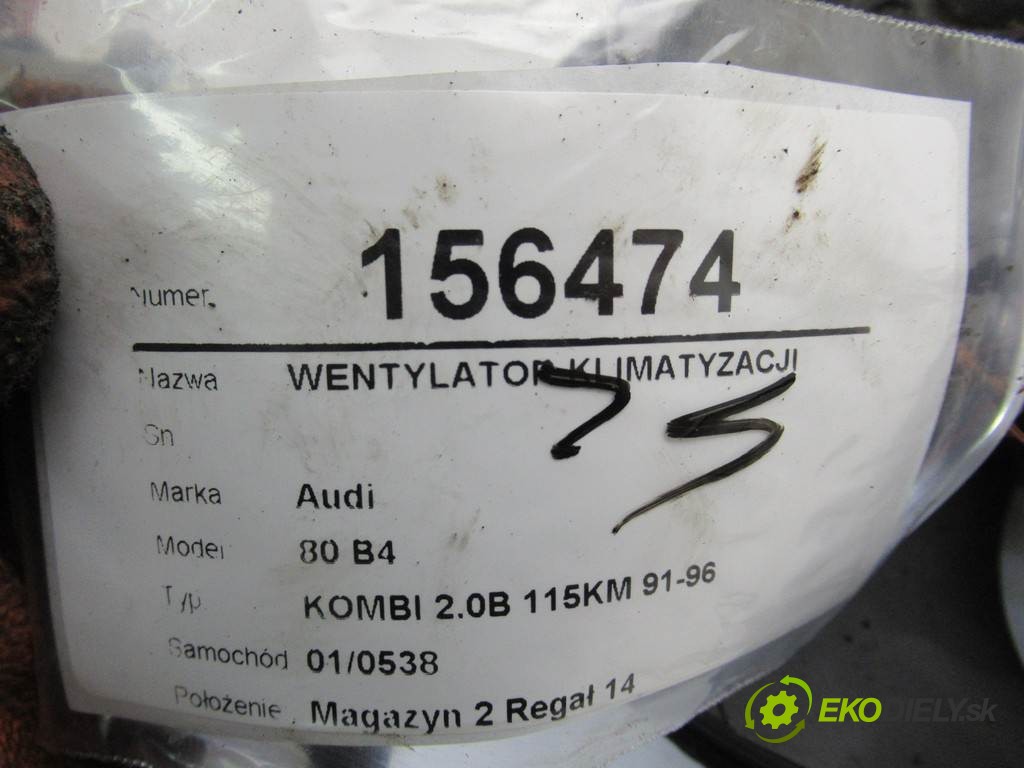 Numer 156474
Nazwa WENTYLATOR KLIMATYZACJI
Sn
75
Marka Audi
Model 80 B4
Typ KOMBI 2.0B 115KM 91-96
Samochód 01/0538
Położenie Magazyn 2 Regał 14
EKODIELY.sk